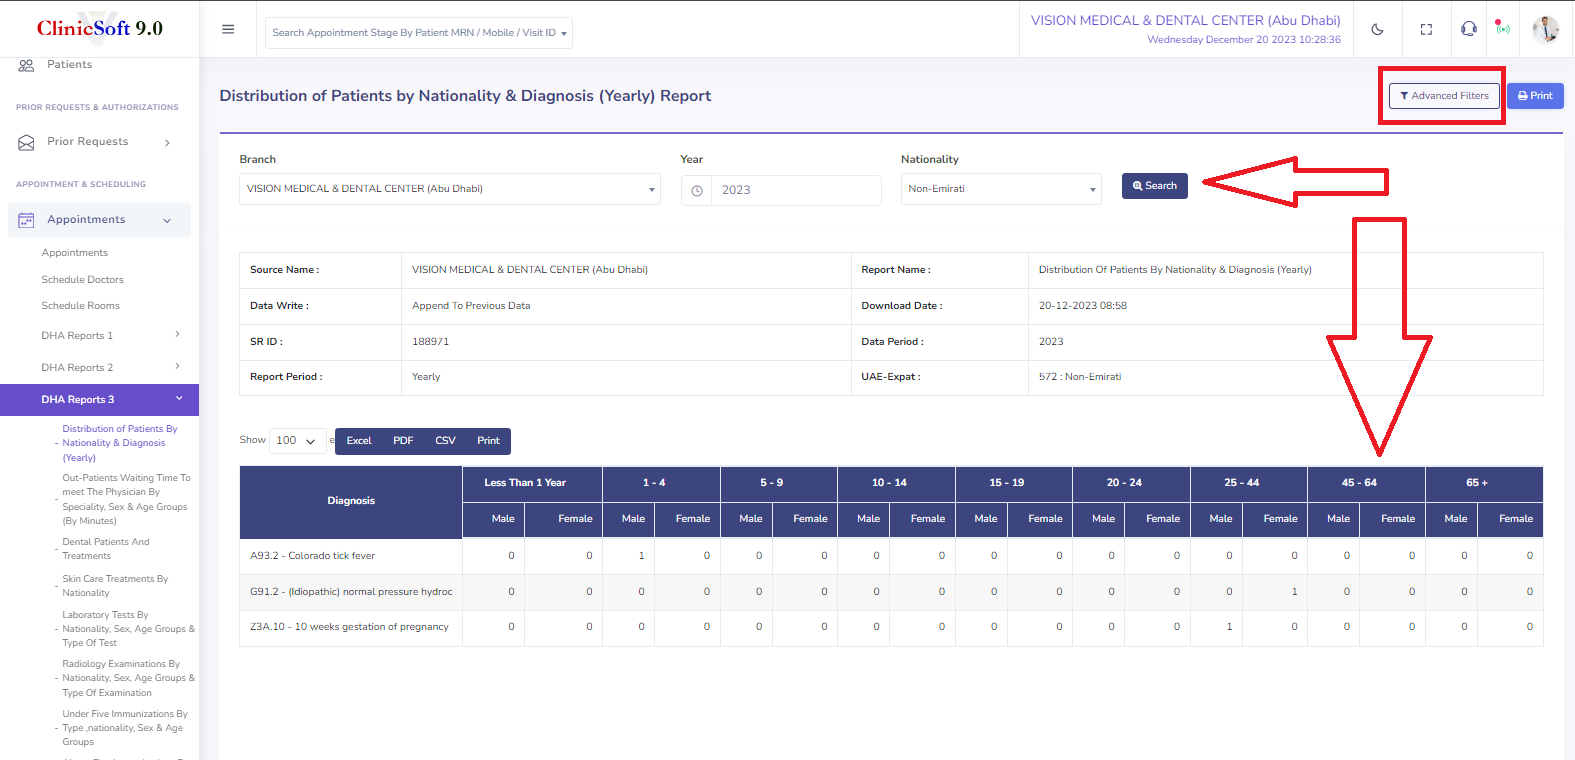 ClinicSoft 9.0
Search Appointment Stage By Patient MRN / Mobile / Visit ID
VISION MEDICAL & DENTAL CENTER (Abu Dhabi)
Wednesday December 20 2023 10:28:36
Patients
PRIOR REQUESTS & AUTHORIZATIONS
Prior Requests
APPOINTMENT & SCHEDULING
Appointments
Appointments
Schedule Doctors
Schedule Rooms
DHA Reports 1
DHA Reports 2
DHA Reports 3
Distribution of Patients By
- Nationality & Diagnosis
(Yearly)
Out-Patients Waiting Time To
meet The Physician By
- Speciality, Sex & Age Groups
(By Minutes)
Dental Patients And
- Treatments
Skin Care Treatments By
- Nationality
Laboratory Tests By
- Nationality, Sex, Age Groups &
Type Of Test
Radiology Examinations By
- Nationality, Sex, Age Groups &
Type Of Examination
Under Five Immunizations By
- Type ,nationality, Sex & Age
Groups
Distribution of Patients by Nationality & Diagnosis (Yearly) Report
Advanced Filters
Print
Branch
VISION MEDICAL & DENTAL CENTER (Abu Dhabi)
Year
2023
Nationality
Non-Emirati
Search
Source Name : VISION MEDICAL & DENTAL CENTER (Abu Dhabi) Report Name : Distribution Of Patients By Nationality & Diagnosis (Yearly)
Data Write : Append To Previous Data Download Date : 20-12-2023 08:58
SR ID : 188971 Data Period : 2023
Report Period : Yearly UAE-Expat : 572 : Non-Emirati
Show 100 e Excel PDF CSV Print
Diagnosis Less Than 1 Year 1 - 4 5 - 9 10 - 14 15 - 19 20 - 24 25 - 44 45 - 64 65 +
Male Female Male Female Male Female Male Female Male Female Male Female Male Female Male Female Male Female
A93.2 - Colorado tick fever 0 0 1 0 0 0 0 0 0 0 0 0 0 0 0 0 0 0
G91.2 - (Idiopathic) normal pressure hydroc 0 0 0 0 0 0 0 0 0 0 0 0 0 1 0 0 0 0
Z3A.10 - 10 weeks gestation of pregnancy 0 0 0 0 0 0 0 0 0 0 0 0 1 0 0 0 0 0